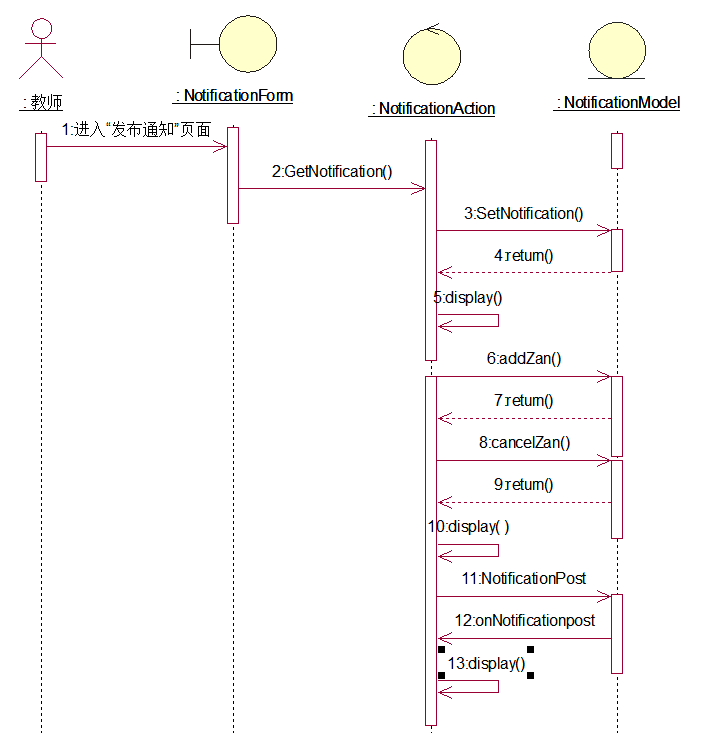 : 教师
: NotificationForm
: NotificationAction
: NotificationModel
1:进入“发布通知”页面
2:GetNotification()
3:SetNotification()
4:return()
5:display()
6:addZan()
7:return()
8:cancelZan()
9:return()
10:display( )
11:NotificationPost
12:onNotificationpost
13:display()